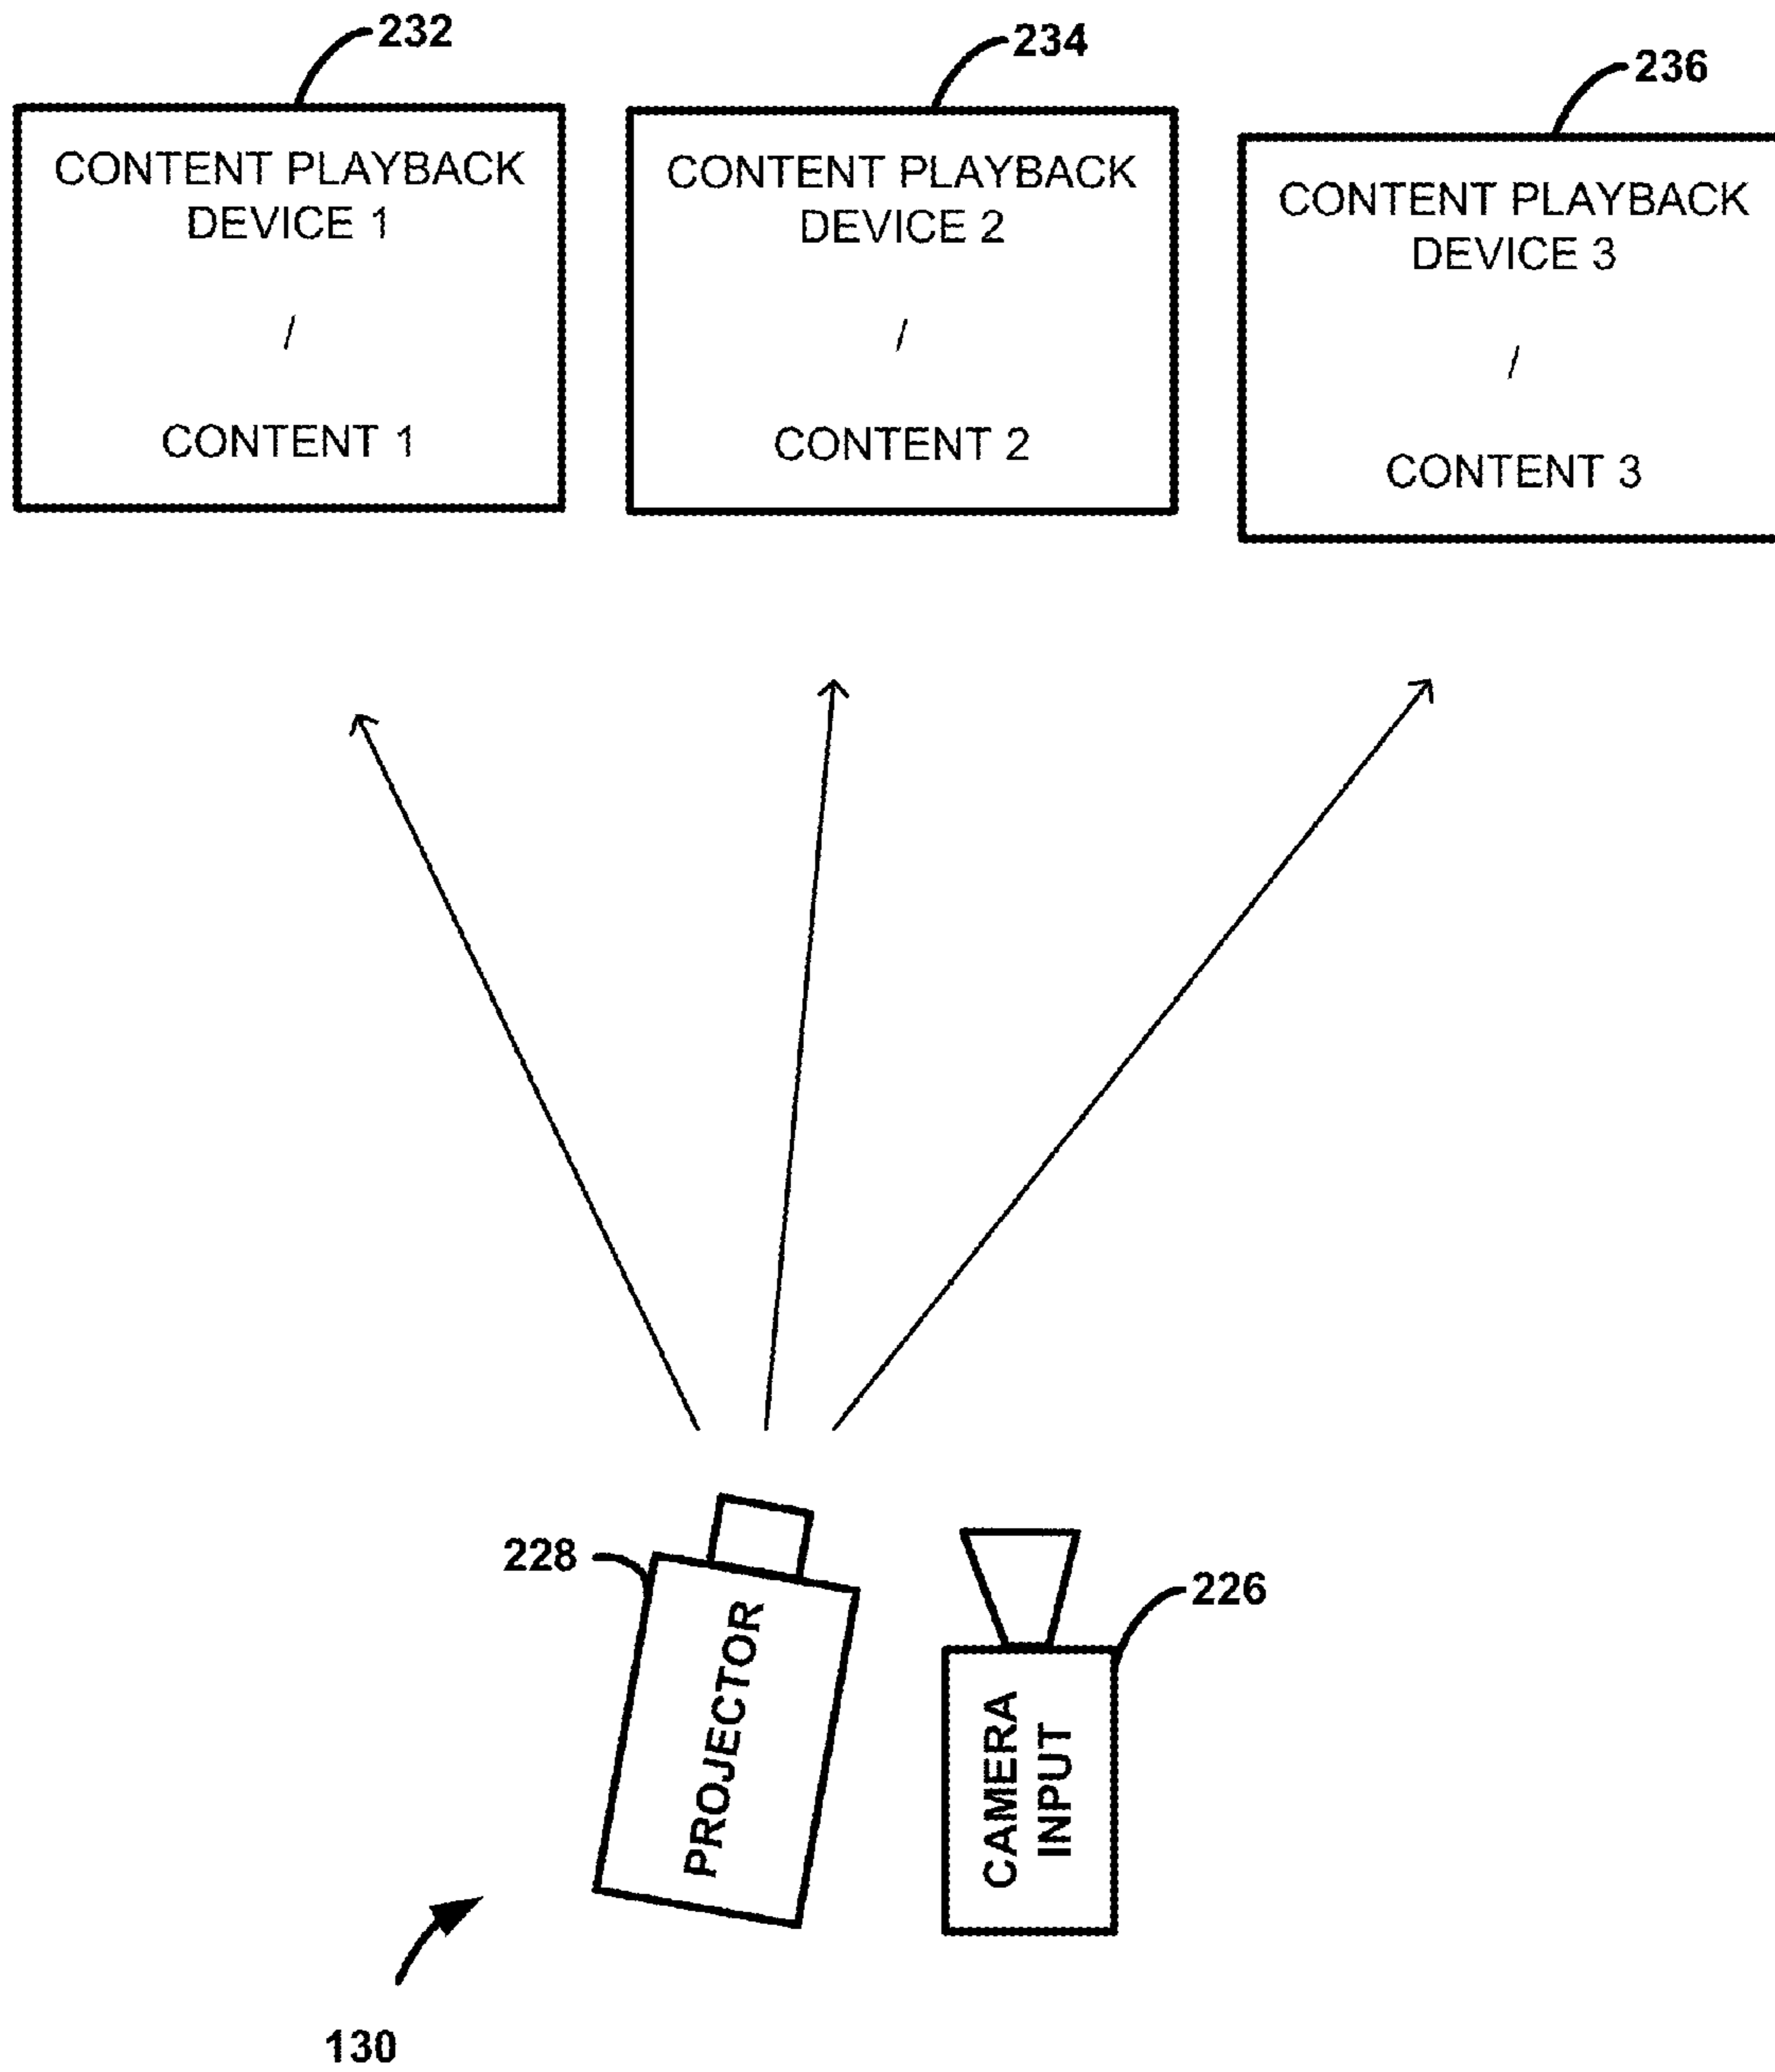 232
234
236
CONTENT PLAYBACK
DEVICE 1
/
CONTENT 1
CONTENT PLAYBACK
DEVICE 2
/
CONTENT 2
CONTENT PLAYBACK
DEVICE 3
/
CONTENT 3
228
PROJECTOR
226
CAMERA
INPUT
130